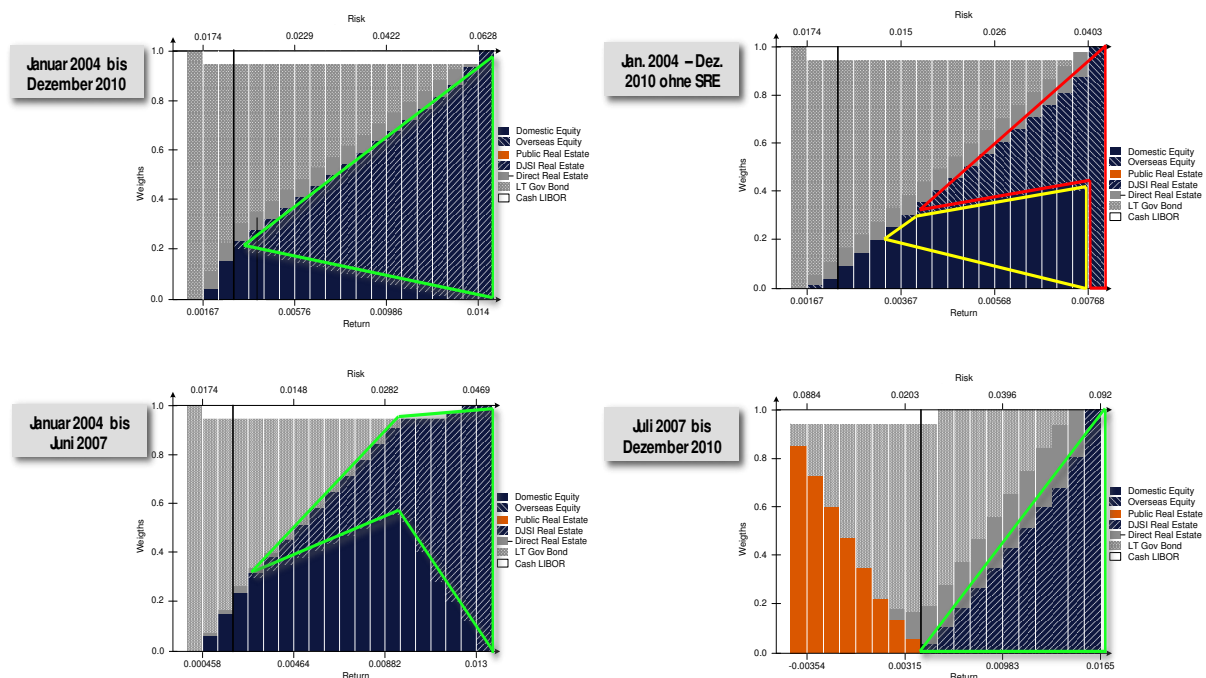 Risk
0.0174 0.0229 0.0422 0.0628
Januar 2004 bis
Dezember 2010
1.0
0.8
0.6
0.4
0.2
0.0
Weigths
0.00167 0.00576 0.00986 0.014
Return
Domestic Equity
Overseas Equity
Public Real Estate
DJSI Real Estate
Direct Real Estate
LT Gov Bond
Cash LIBOR
Risk
0.0174 0.015 0.026 0.0403
Jan. 2004 – Dez.
2010 ohne SRE
1.0
0.8
0.6
0.4
0.2
0.0
Weigths
0.00167 0.00367 0.00568 0.00768
Return
Domestic Equity
Overseas Equity
Public Real Estate
DJSI Real Estate
Direct Real Estate
LT Gov Bond
Cash LIBOR
Risk
0.0174 0.0148 0.0282 0.0469
Januar 2004 bis
Juni 2007
1.0
0.8
0.6
0.4
0.2
0.0
Weigths
0.000458 0.00464 0.00882 0.013
Return
Domestic Equity
Overseas Equity
Public Real Estate
DJSI Real Estate
Direct Real Estate
LT Gov Bond
Cash LIBOR
Risk
0.0884 0.0203 0.0396 0.092
Juli 2007 bis
Dezember 2010
1.0
0.8
0.6
0.4
0.2
0.0
Weigths
-0.00354 0.00315 0.00983 0.0165
Return
Domestic Equity
Overseas Equity
Public Real Estate
DJSI Real Estate
Direct Real Estate
LT Gov Bond
Cash LIBOR